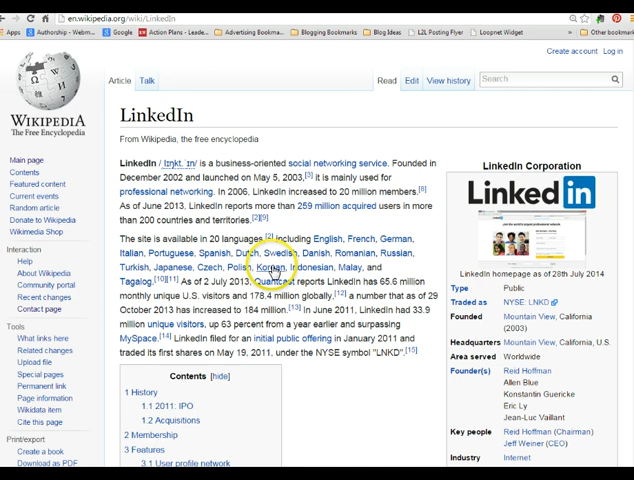 en.wikipedia.org/wiki/LinkedIn
Apps Authorship - Webm... Google Action Plans - Leade... Advertising Bookmar... Blogging Bookmarks Blog Ideas L2L Posting Flyer Loopnet Widget » Other bookmarks
Create account Log in
Article Talk Read Edit View history Search
WIKIPEDIA
The Free Encyclopedia
Main page
Contents
Featured content
Current events
Random article
Donate to Wikipedia
Wikimedia Shop
Interaction
Help
About Wikipedia
Community portal
Recent changes
Contact page
Tools
What links here
Related changes
Upload file
Special pages
Permanent link
Page information
Wikidata item
Cite this page
Print/export
Create a book
Download as PDF
LinkedIn
From Wikipedia, the free encyclopedia
LinkedIn /ˌlɪŋkt.ˈɪn/ is a business-oriented social networking service. Founded in
December 2002 and launched on May 5, 2003,[3] it is mainly used for
professional networking. In 2006, LinkedIn increased to 20 million members.[8]
As of June 2013, LinkedIn reports more than 259 million acquired users in more
than 200 countries and territories.[2][9]
The site is available in 20 languages,[2] including English, French, German,
Italian, Portuguese, Spanish, Dutch, Swedish, Danish, Romanian, Russian,
Turkish, Japanese, Czech, Polish, Korean, Indonesian, Malay, and
Tagalog.[10][11] As of 2 July 2013, Quantcast reports LinkedIn has 65.6 million
monthly unique U.S. visitors and 178.4 million globally,[12] a number that as of 29
October 2013 has increased to 184 million.[13] In June 2011, LinkedIn had 33.9
million unique visitors, up 63 percent from a year earlier and surpassing
MySpace.[14] LinkedIn filed for an initial public offering in January 2011 and
traded its first shares on May 19, 2011, under the NYSE symbol "LNKD".[15]
Contents [hide]
1 History
1.1 2011: IPO
1.2 Acquisitions
2 Membership
3 Features
3.1 User profile network
LinkedIn Corporation
Linked in
LinkedIn homepage as of 28th July 2014
Type Public
Traded as NYSE: LNKD
Founded Mountain View, California
(2003)
Headquarters Mountain View, California, U.S.
Area served Worldwide
Founder(s) Reid Hoffman
Allen Blue
Konstantin Guericke
Eric Ly
Jean-Luc Vaillant
Key people Reid Hoffman (Chairman)
Jeff Weiner (CEO)
Industry Internet